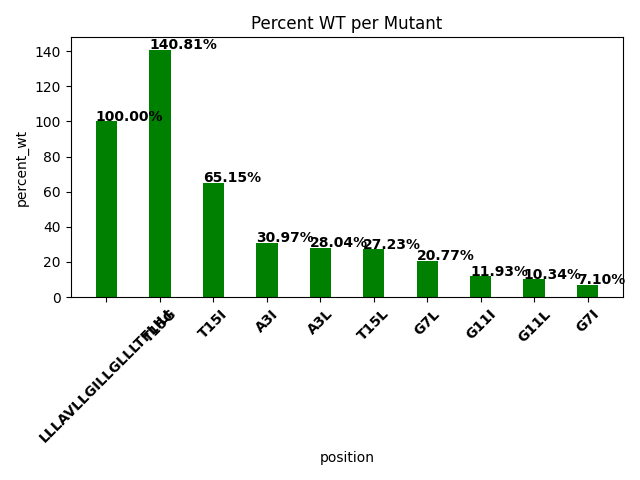 Percent WT per Mutant
140
120
100
80
60
40
20
0
percent_wt
100.00%
140.81%
65.15%
30.97%
28.04%
27.23%
20.77%
11.93%
10.34%
7.10%
T15I
A3I
A3L
T15L
G7L
G11I
G11L
G7I
position